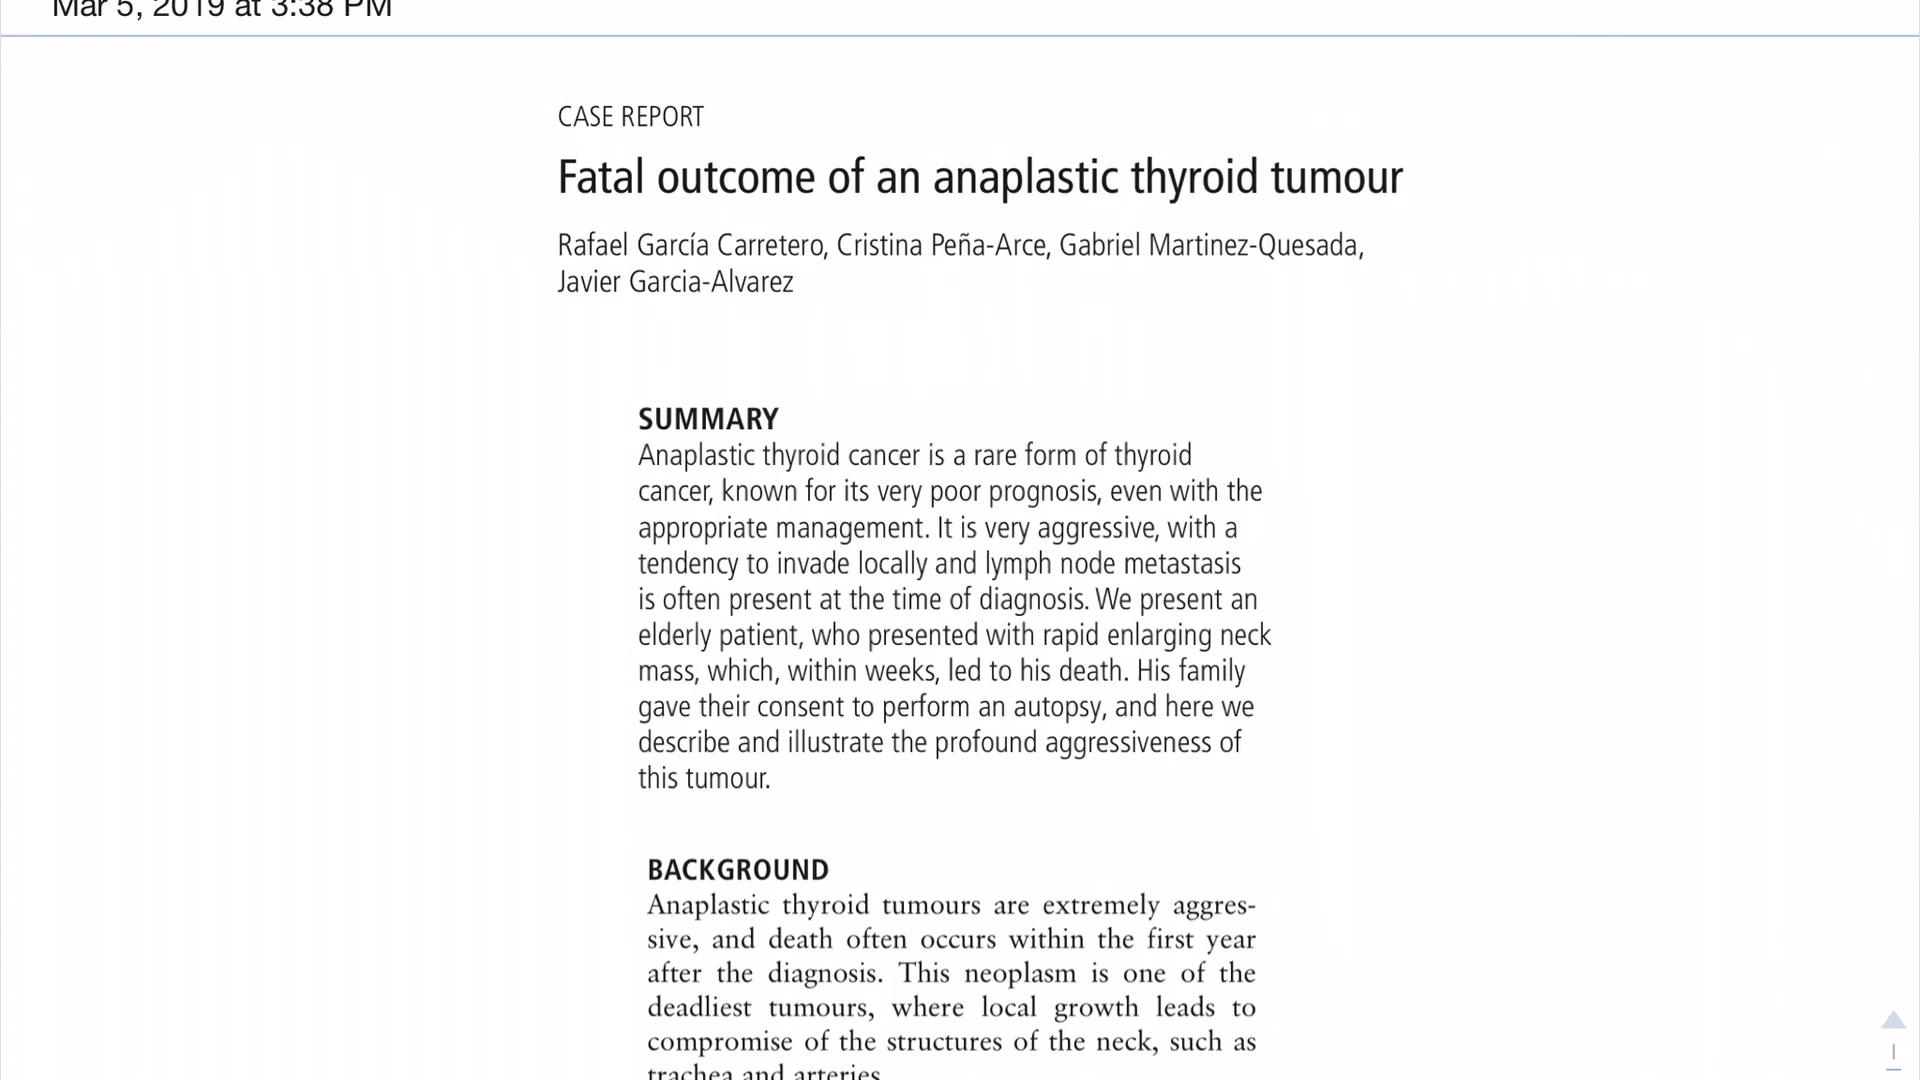 Mar 5, 2019 at 3:38 PM
CASE REPORT
Fatal outcome of an anaplastic thyroid tumour
Rafael García Carretero, Cristina Peña-Arce, Gabriel Martinez-Quesada,
Javier Garcia-Alvarez
SUMMARY
Anaplastic thyroid cancer is a rare form of thyroid
cancer, known for its very poor prognosis, even with the
appropriate management. It is very aggressive, with a
tendency to invade locally and lymph node metastasis
is often present at the time of diagnosis. We present an
elderly patient, who presented with rapid enlarging neck
mass, which, within weeks, led to his death. His family
gave their consent to perform an autopsy, and here we
describe and illustrate the profound aggressiveness of
this tumour.
BACKGROUND
Anaplastic thyroid tumours are extremely aggres-
sive, and death often occurs within the first year
after the diagnosis. This neoplasm is one of the
deadliest tumours, where local growth leads to
compromise of the structures of the neck, such as
trachea and arteries.